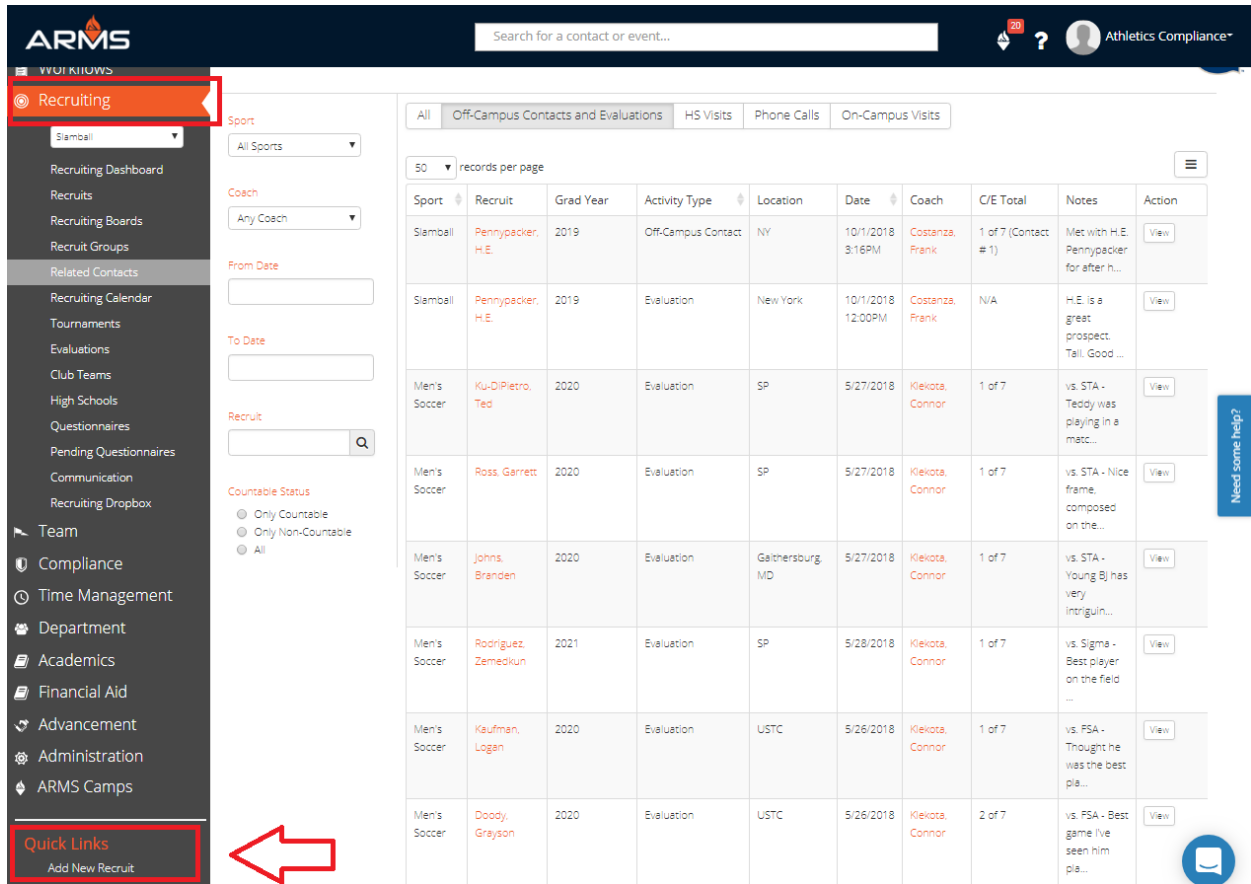 ARMS
Search for a contact or event...
20
?
Athletics Compliance
Workflows
Recruiting
Slamball
Recruiting Dashboard
Recruits
Recruiting Boards
Recruit Groups
Related Contacts
Recruiting Calendar
Tournaments
Evaluations
Club Teams
High Schools
Questionnaires
Pending Questionnaires
Communication
Recruiting Dropbox
Team
Compliance
Time Management
Department
Academics
Financial Aid
Advancement
Administration
ARMS Camps
Quick Links
Add New Recruit
Sport
All Sports
Coach
Any Coach
From Date
To Date
Recruit
Countable Status
Only Countable
Only Non-Countable
All
All Off-Campus Contacts and Evaluations HS Visits Phone Calls On-Campus Visits
50 records per page
Sport Recruit Grad Year Activity Type Location Date Coach C/E Total Notes Action
Slamball Pennypacker, 2019 Off-Campus Contact NY 10/1/2018 Costanza, 1 of 7 (Contact Met with H.E. View
H.E. 3:16PM Frank # 1) Pennypacker
for after h...
Slamball Pennypacker, 2019 Evaluation New York 10/1/2018 Costanza, N/A H.E. is a View
H.E. 12:00PM Frank great
prospect.
Tall. Good ...
Men's Ku-DiPietro, 2020 Evaluation SP 5/27/2018 Klekota, 1 of 7 vs. STA - View
Soccer Ted Connor Teddy was
playing in a
matc...
Men's Ross, Garrett 2020 Evaluation SP 5/27/2018 Klekota, 1 of 7 vs. STA - Nice View
Soccer Connor frame,
composed
on the...
Men's Johns, 2020 Evaluation Gaithersburg, 5/27/2018 Klekota, 1 of 7 vs. STA - View
Soccer Branden MD Connor Young BJ has
very
intriguin...
Men's Rodriguez, 2021 Evaluation SP 5/28/2018 Klekota, 1 of 7 vs. Sigma - View
Soccer Zemedkun Connor Best player
on the field
...
Men's Kaufman, 2020 Evaluation USTC 5/26/2018 Klekota, 1 of 7 vs. FSA - View
Soccer Logan Connor Thought he
was the best
pla...
Men's Doody, 2020 Evaluation USTC 5/26/2018 Klekota, 2 of 7 vs. FSA - Best View
Soccer Grayson Connor game I've
seen him
pla...
Need some help?